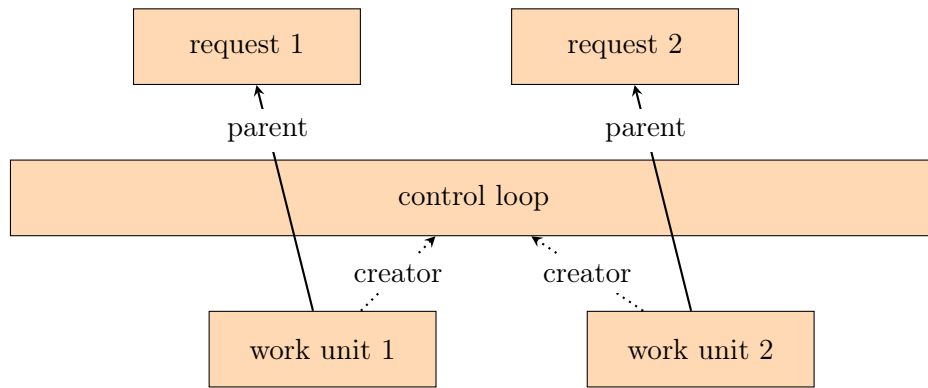 request 1
request 2
parent
parent
control loop
creator
creator
work unit 1
work unit 2